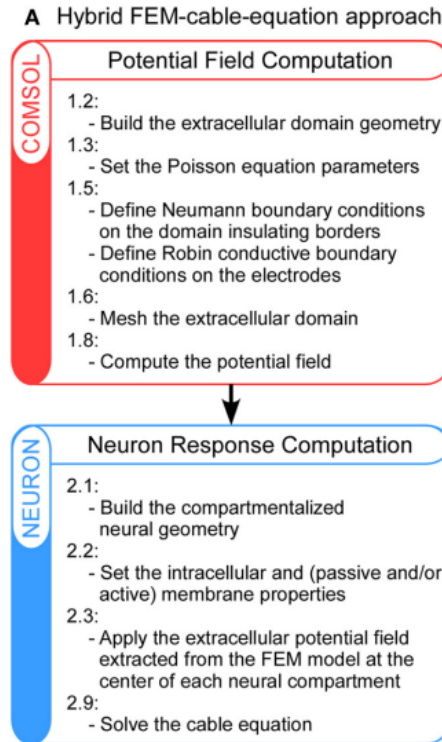 A Hybrid FEM-cable-equation approach
COMSOL
Potential Field Computation
1.2:
- Build the extracellular domain geometry
1.3:
- Set the Poisson equation parameters
1.5:
- Define Neumann boundary conditions
on the domain insulating borders
- Define Robin conductive boundary
conditions on the electrodes
1.6:
- Mesh the extracellular domain
1.8:
- Compute the potential field
NEURON
Neuron Response Computation
2.1:
- Build the compartmentalized
neural geometry
2.2:
- Set the intracellular and (passive and/or
active) membrane properties
2.3:
- Apply the extracellular potential field
extracted from the FEM model at the
center of each neural compartment
2.9:
- Solve the cable equation